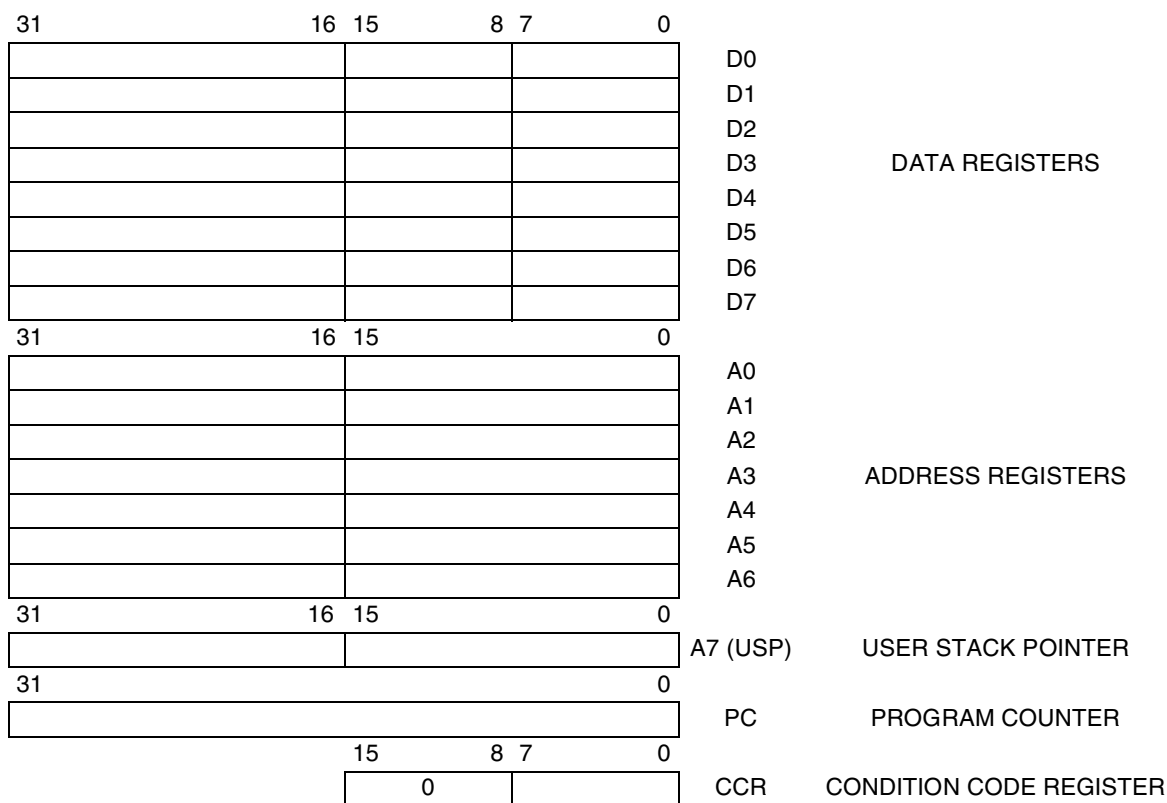 31 16 15 8 7 0
D0
D1
D2
D3 DATA REGISTERS
D4
D5
D6
D7
31 16 15 0
A0
A1
A2
A3 ADDRESS REGISTERS
A4
A5
A6
31 16 15 0
A7 (USP) USER STACK POINTER
31 0
PC PROGRAM COUNTER
15 8 7 0
0 CCR CONDITION CODE REGISTER